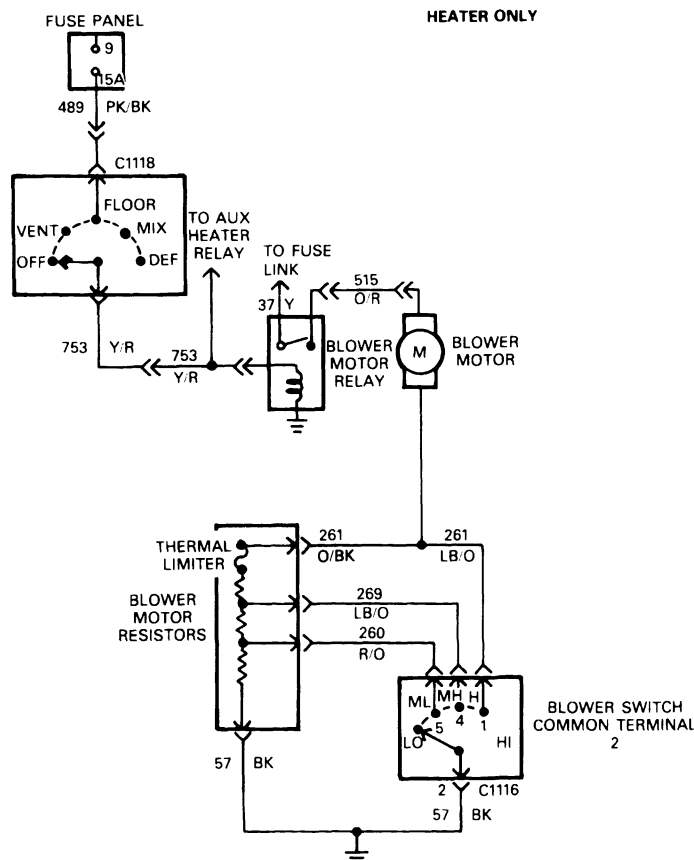 HEATER ONLY
FUSE PANEL
9
15A
489 PK/BK
C1118
FLOOR
VENT
MIX
OFF
DEF
TO AUX
HEATER
RELAY
TO FUSE
LINK
37 Y
515
O/R
753 Y/R
753
Y/R
BLOWER
MOTOR
RELAY
M
BLOWER
MOTOR
THERMAL
LIMITER
261
O/BK
261
LB/O
BLOWER
MOTOR
RESISTORS
269
LB/O
260
R/O
ML
MH
H
5
4
1
LO
HI
BLOWER SWITCH
COMMON TERMINAL
2
57 BK
2
C1116
57 BK